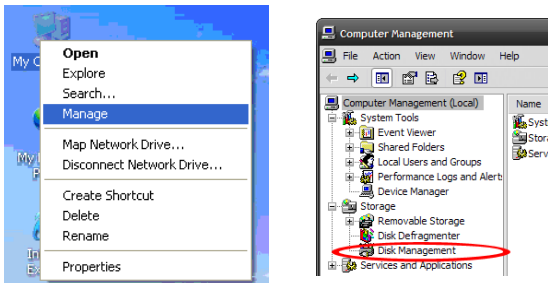 My C
Open
Explore
Search...
Manage
Map Network Drive...
Disconnect Network Drive...
Create Shortcut
Delete
Rename
Properties
Computer Management
File Action View Window Help
Computer Management (Local)
System Tools
Event Viewer
Shared Folders
Local Users and Groups
Performance Logs and Alert
Device Manager
Storage
Removable Storage
Disk Defragmenter
Disk Management
Services and Applications
Name
Syst
Stora
Servi